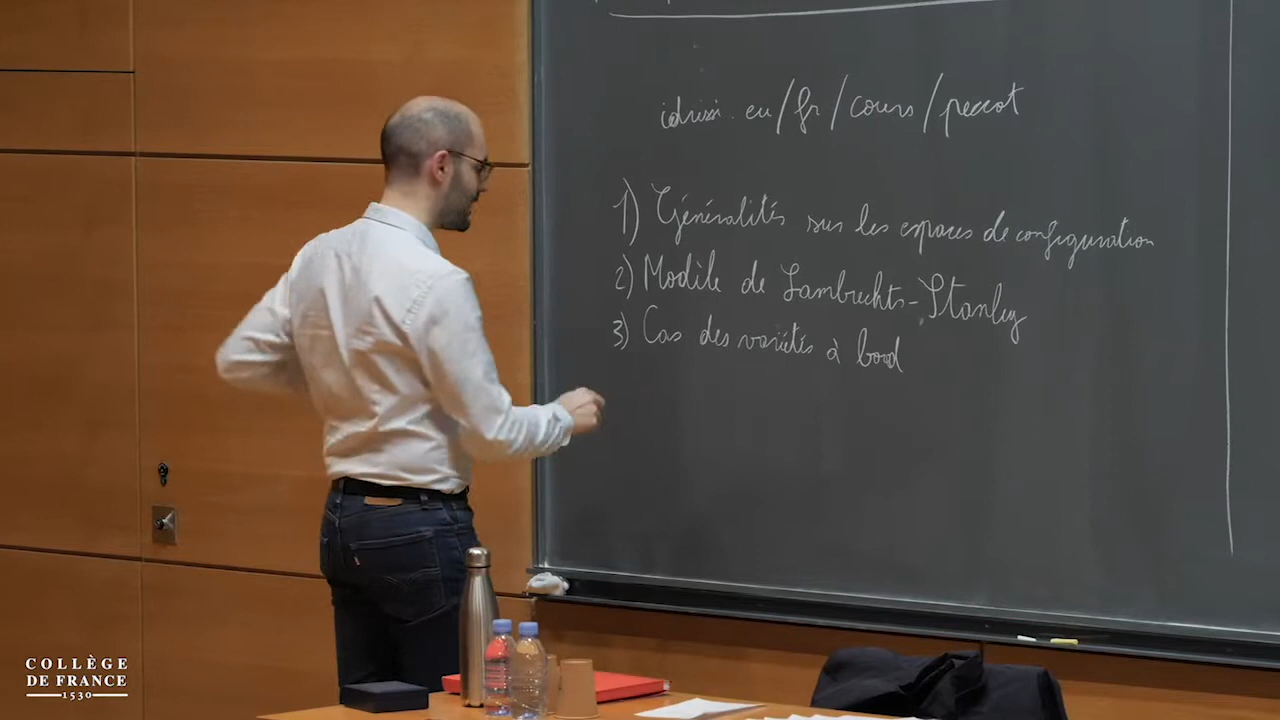 idrissi.eu/fr/cours/peccot
1) Généralités sur les espaces de configuration
2) Modèle de Lambrechts-Stanley
3) Cas des variétés à bord
COLLÈGE
DE FRANCE
1530